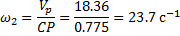 ω₂ = V_p/CP = 18.36/0.775 = 23.7 c⁻¹